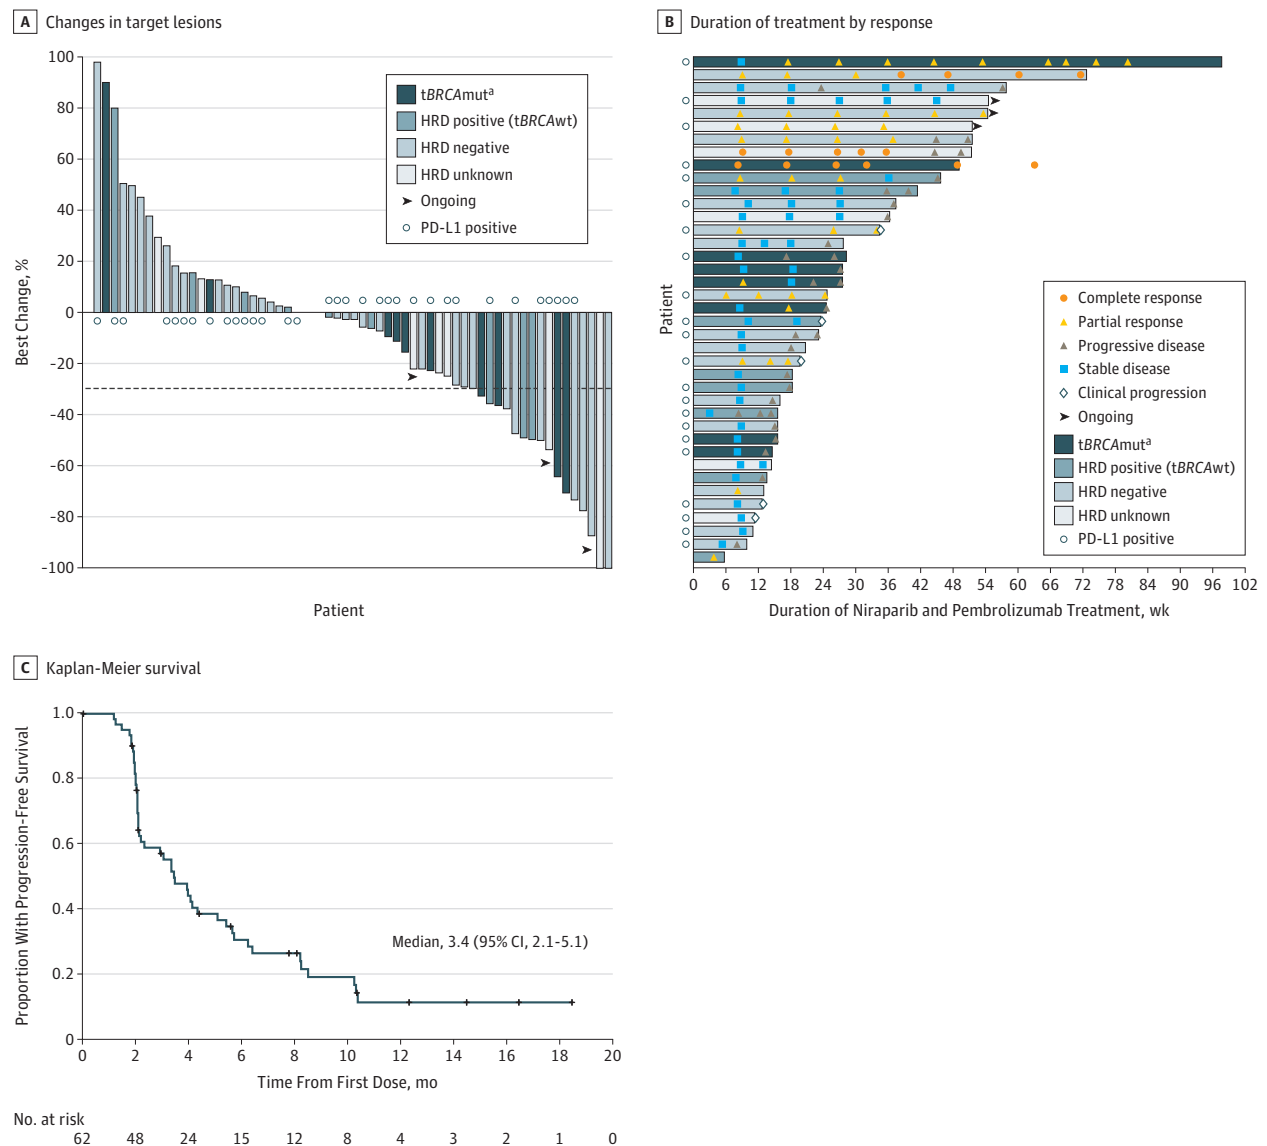 A Changes in target lesions
100
80
60
40
20
0
-20
-40
-60
-80
-100
Best Change, %
Patient
tBRCAmutᵃ
HRD positive (tBRCAwt)
HRD negative
HRD unknown
Ongoing
PD-L1 positive
B Duration of treatment by response
Patient
Complete response
Partial response
Progressive disease
Stable disease
Clinical progression
Ongoing
tBRCAmutᵃ
HRD positive (tBRCAwt)
HRD negative
HRD unknown
PD-L1 positive
0 6 12 18 24 30 36 42 48 54 60 66 72 78 84 90 96 102
Duration of Niraparib and Pembrolizumab Treatment, wk
C Kaplan-Meier survival
1.0
0.8
0.6
0.4
0.2
0
Proportion With Progression-Free Survival
Median, 3.4 (95% CI, 2.1-5.1)
0 2 4 6 8 10 12 14 16 18 20
Time From First Dose, mo
No. at risk
62 48 24 15 12 8 4 3 2 1 0